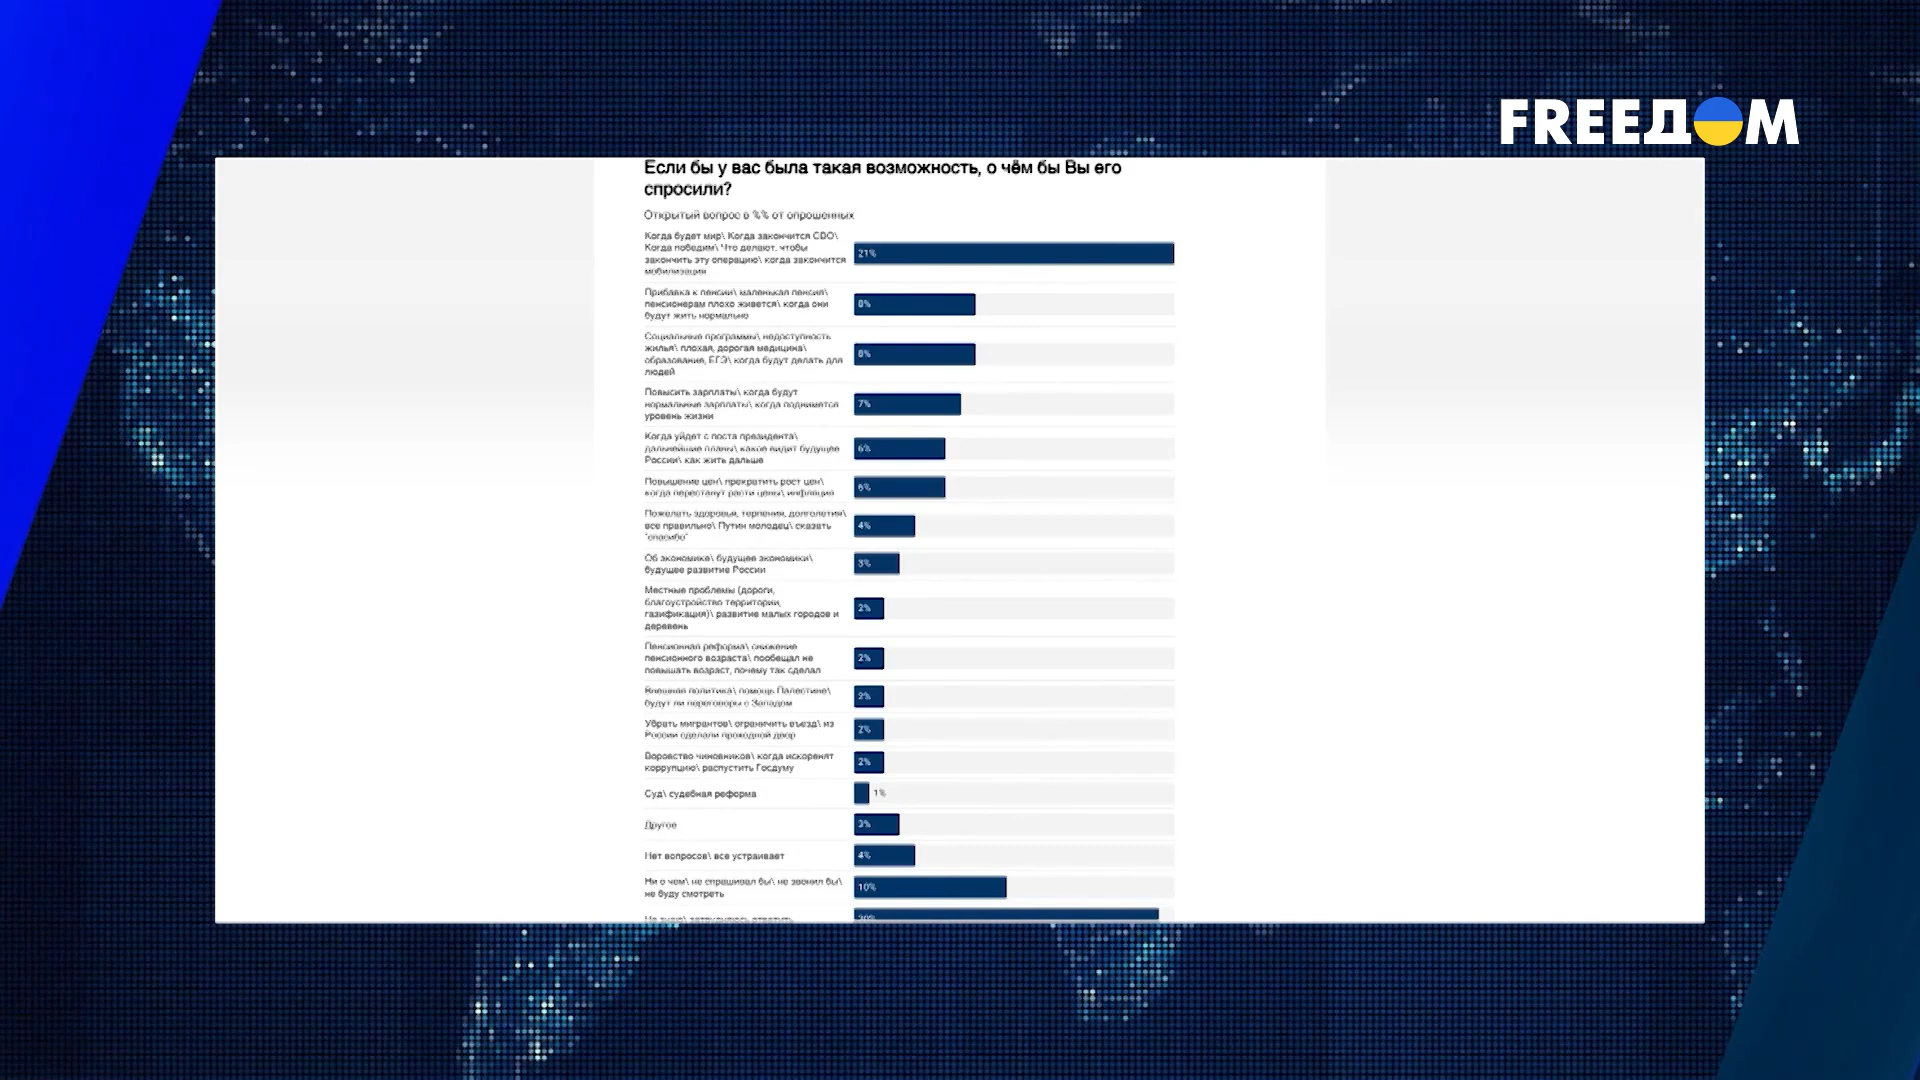 FREEДOM
Если бы у вас была такая возможность, о чём бы Вы его
спросили?
Открытый вопрос в %% от опрошенных
Когда будет мир\ Когда закончится СВО\
Когда победим\ Что делают, чтобы
закончить эту операцию\ когда закончится
мобилизация
21%
Прибавка к пенсии\ маленькая пенсия\
пенсионерам плохо живется\ когда они
будут жить нормально
8%
Социальные программы\ недоступность
жилья\ плохая, дорогая медицина\
образование, ЕГЭ\ когда будут делать для
людей
8%
Повысить зарплаты\ когда будут
нормальные зарплаты\ когда поднимется
уровень жизни
7%
Когда уйдет с поста президента\
дальнейшие планы\ какое видит будущее
России\ как жить дальше
6%
Повышение цен\ прекратить рост цен\
когда перестанут расти цены\ инфляция
6%
Пожелать здоровья, терпения, долголетия\
все правильно\ Путин молодец\ сказать
"спасибо"
4%
Об экономике\ будущее экономики\
будущее развитие России
3%
Местные проблемы (дороги,
благоустройство территории,
газификация)\ развитие малых городов и
деревень
2%
Пенсионная реформа\ снижение
пенсионного возраста\ пообещал не
повышать возраст, почему так сделал
2%
Внешняя политика\ помощь Палестине\
будут ли переговоры с Западом
2%
Убрать мигрантов\ ограничить въезд\ из
России сделали проходной двор
2%
Воровство чиновников\ когда искоренят
коррупцию\ распустить Госдуму
2%
Суд\ судебная реформа
1%
Другое
3%
Нет вопросов\ все устраивает
4%
Ни о чем\ не спрашивал бы\ не звонил бы\
не буду смотреть
10%
Не знаю\ затрудняюсь ответить
20%